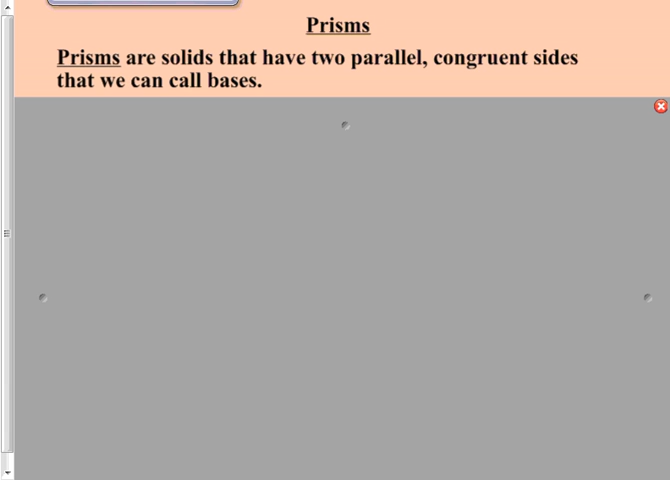 Prisms
Prisms are solids that have two parallel, congruent sides
that we can call bases.